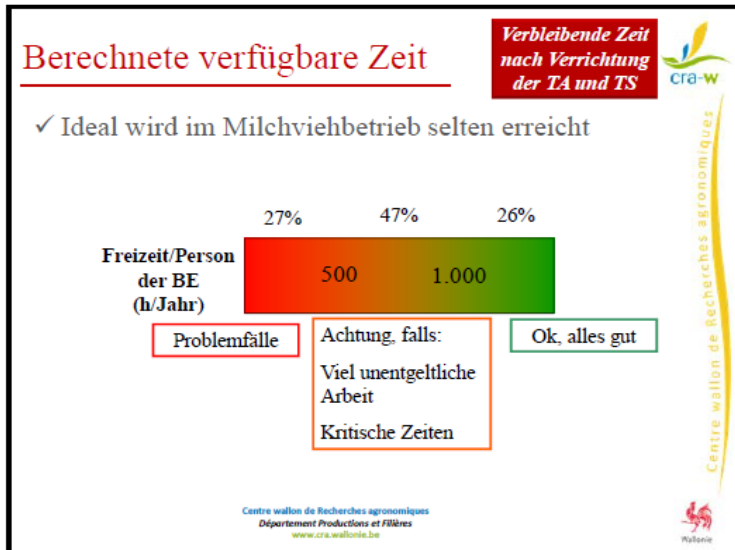 Berechnete verfügbare Zeit
Verbleibende Zeit
nach Verrichtung
der TA und TS
cra-w
✓ Ideal wird im Milchviehbetrieb selten erreicht
27% 47% 26%
Freizeit/Person
der BE
(h/Jahr)
500 1.000
Problemfälle
Achtung, falls:
Viel unentgeltliche
Arbeit
Kritische Zeiten
Ok, alles gut
Centre wallon de Recherches agronomiques
Centre wallon de Recherches agronomiques
Département Productions et Filières
www.cra.wallonie.be
Wallonie